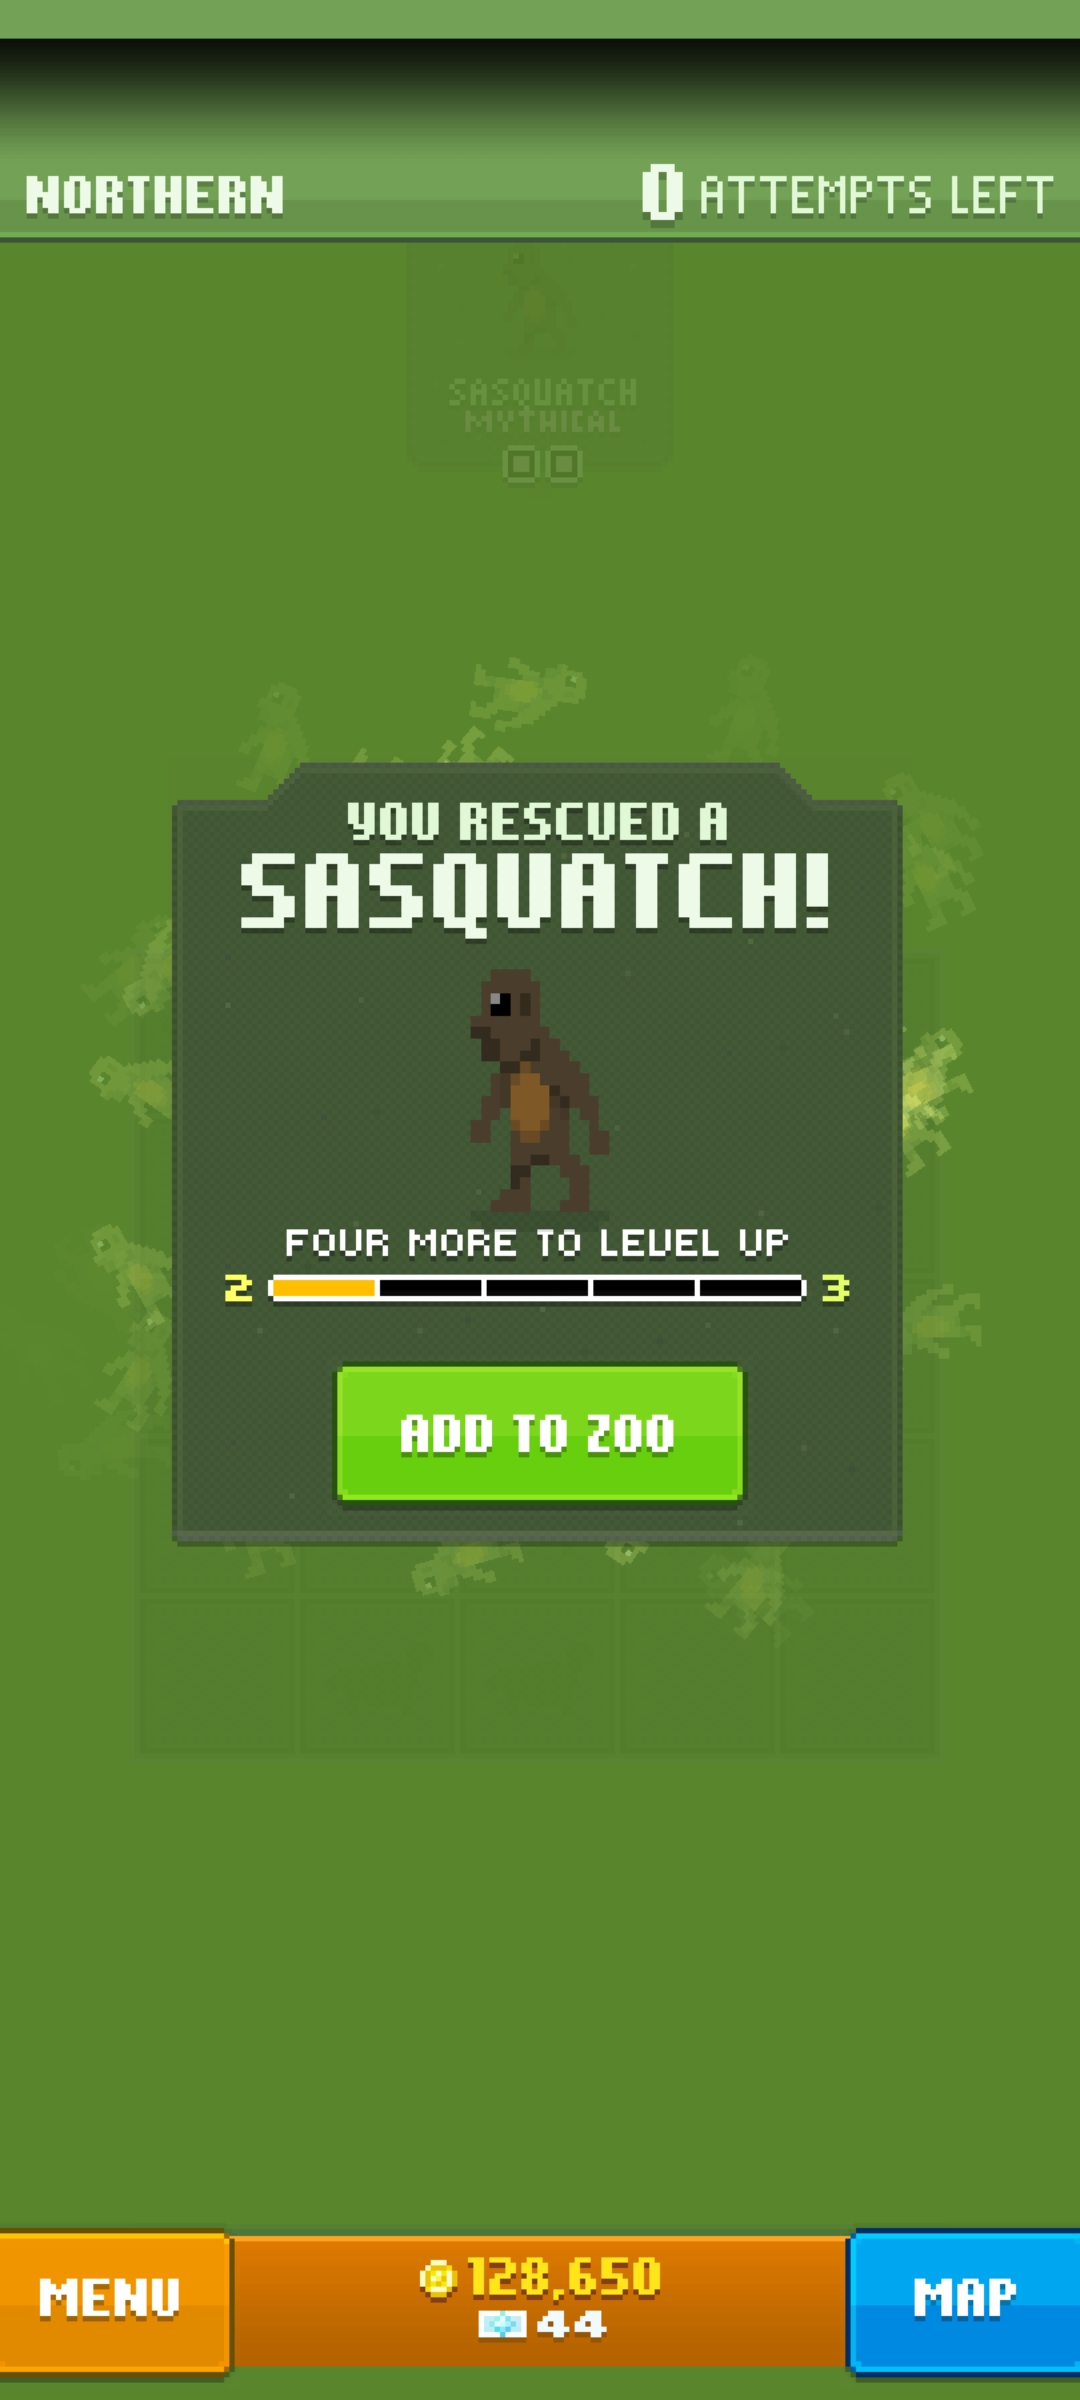 NORTHERN
0 ATTEMPTS LEFT
SASQUATCH
MYTHICAL
YOU RESCUED A
SASQUATCH!
FOUR MORE TO LEVEL UP
2 3
ADD TO ZOO
MENU
128,650
44
MAP